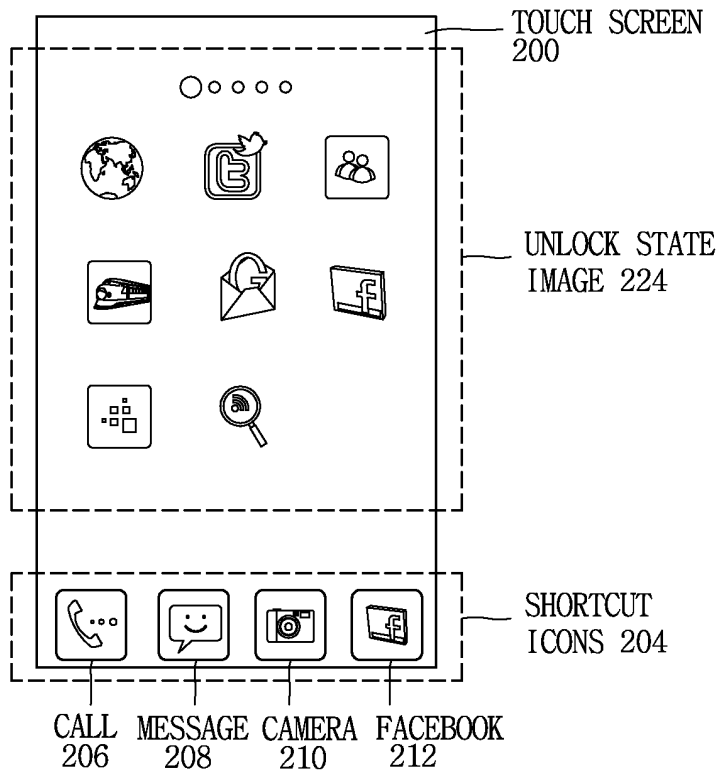 TOUCH SCREEN
200
UNLOCK STATE
IMAGE 224
SHORTCUT
ICONS 204
CALL
206
MESSAGE
208
CAMERA
210
FACEBOOK
212
t
G
f
f